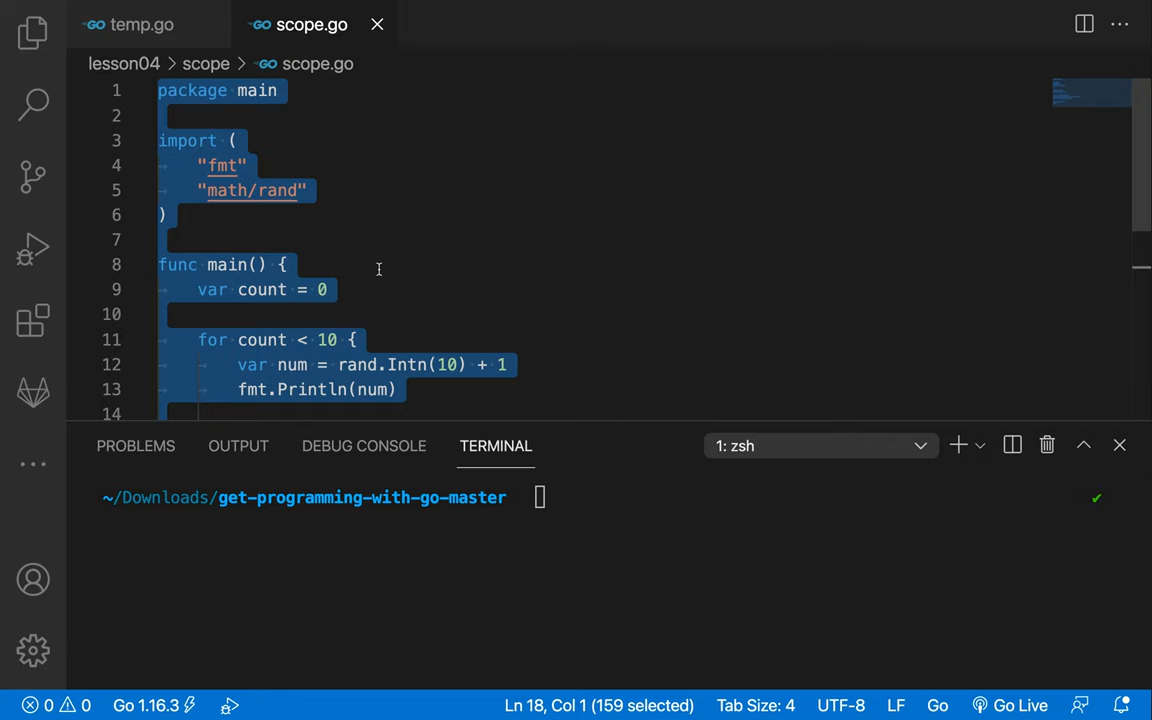 temp.go scope.go
lesson04 > scope > scope.go
1 package main
2
3 import (
4 "fmt"
5 "math/rand"
6 )
7
8 func main() {
9 var count = 0
10
11 for count < 10 {
12 var num = rand.Intn(10) + 1
13 fmt.Println(num)
14
PROBLEMS OUTPUT DEBUG CONSOLE TERMINAL 1: zsh
~/Downloads/get-programming-with-go-master
0 0 Go 1.16.3 Ln 18, Col 1 (159 selected) Tab Size: 4 UTF-8 LF Go Go Live